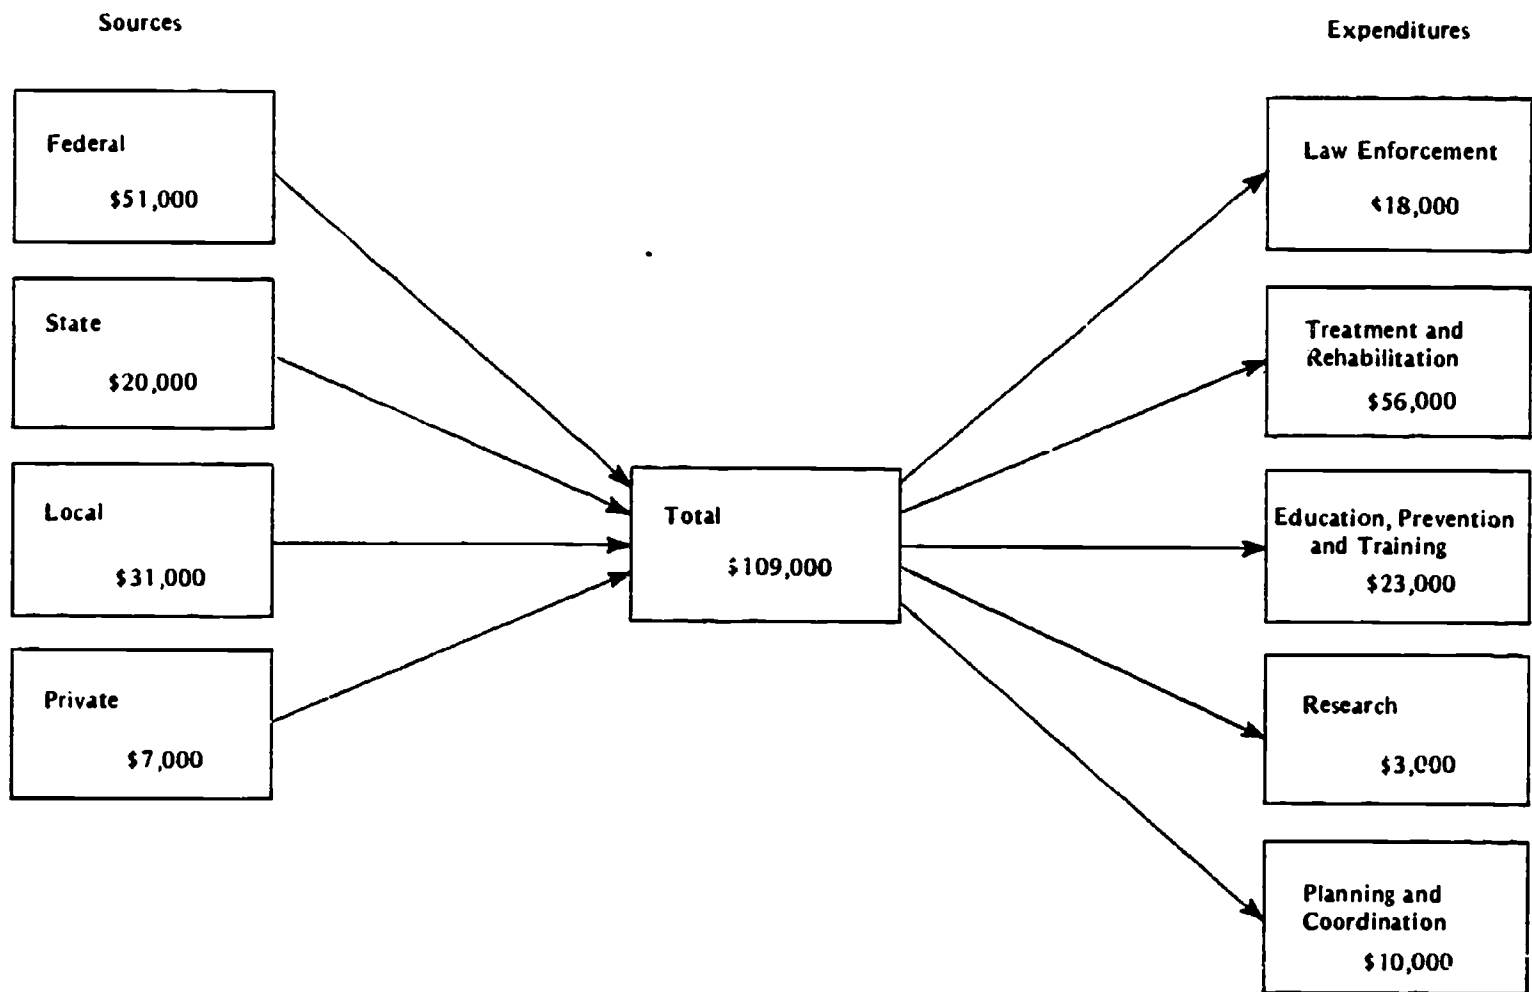 Sources
Expenditures
Federal
$51,000
State
$20,000
Local
$31,000
Private
$7,000
Total
$109,000
Law Enforcement
$18,000
Treatment and
Rehabilitation
$56,000
Education, Prevention
and Training
$23,000
Research
$3,000
Planning and
Coordination
$10,000